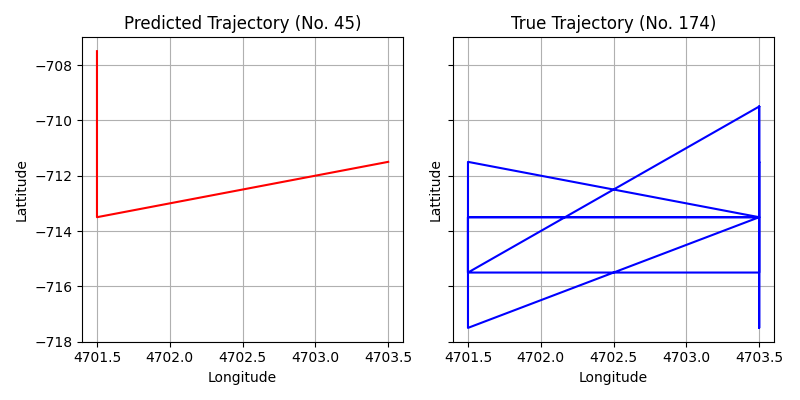 Predicted Trajectory (No. 45)
True Trajectory (No. 174)
−708
−710
−712
−714
−716
−718
Lattitude
Lattitude
4701.5 4702.0 4702.5 4703.0 4703.5
4701.5 4702.0 4702.5 4703.0 4703.5
Longitude
Longitude